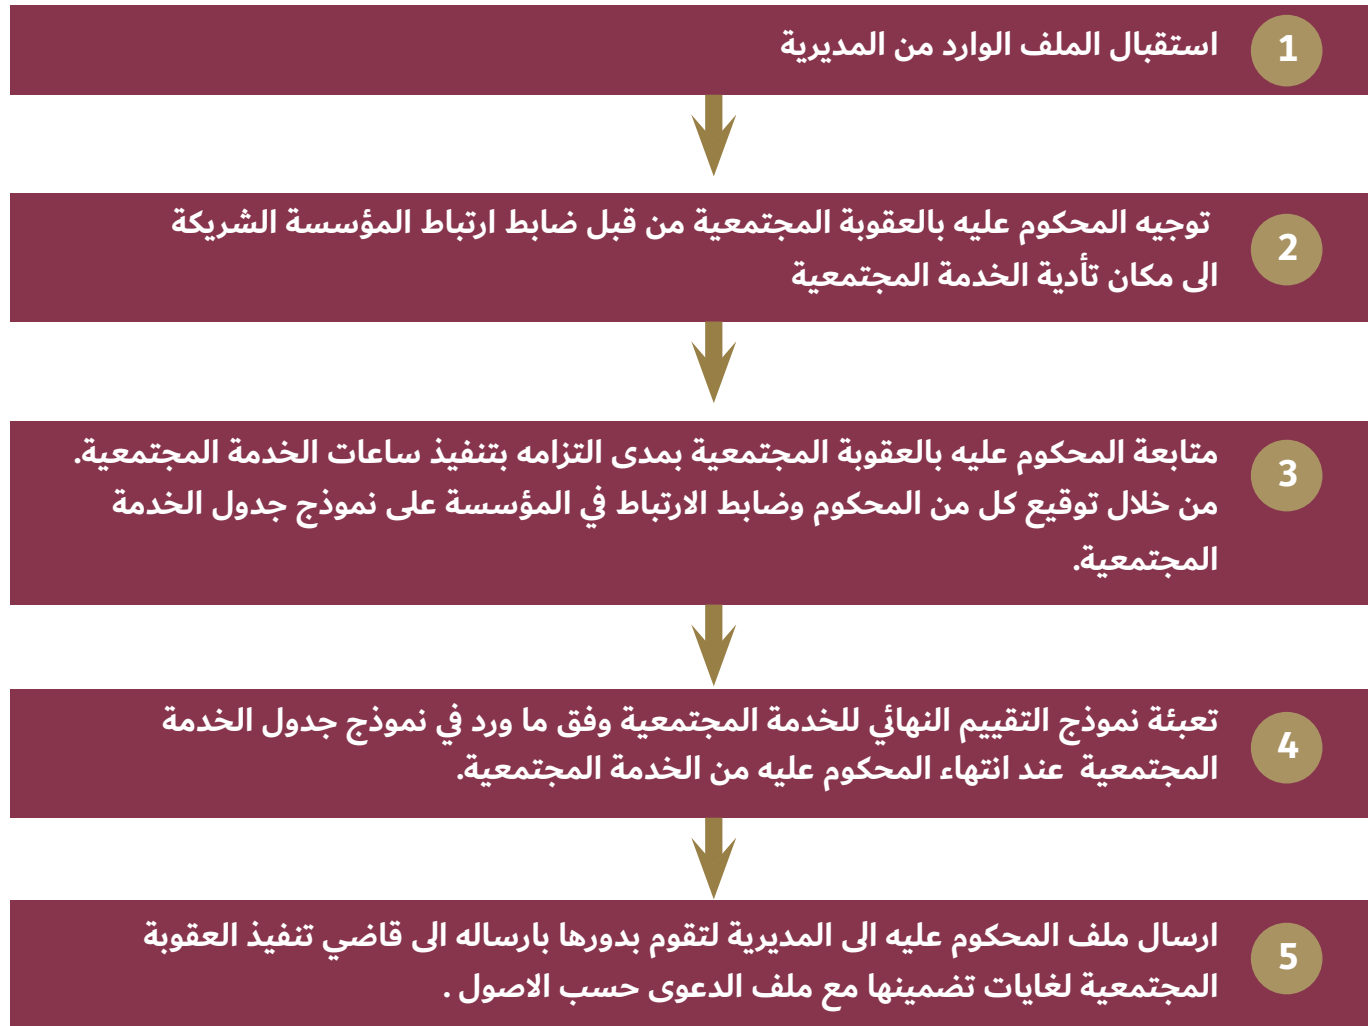 1
استقبال الملف الوارد من المديرية
2
توجيه المحكوم عليه بالعقوبة المجتمعية من قبل ضابط ارتباط المؤسسة الشريكة
الى مكان تأدية الخدمة المجتمعية
3
متابعة المحكوم عليه بالعقوبة المجتمعية بمدى التزامه بتنفيذ ساعات الخدمة المجتمعية.
من خلال توقيع كل من المحكوم وضابط الارتباط في المؤسسة على نموذج جدول الخدمة
المجتمعية.
4
تعبئة نموذج التقييم النهائي للخدمة المجتمعية وفق ما ورد في نموذج جدول الخدمة
المجتمعية عند انتهاء المحكوم عليه من الخدمة المجتمعية.
5
ارسال ملف المحكوم عليه الى المديرية لتقوم بدورها بارساله الى قاضي تنفيذ العقوبة
المجتمعية لغايات تضمينها مع ملف الدعوى حسب الاصول .